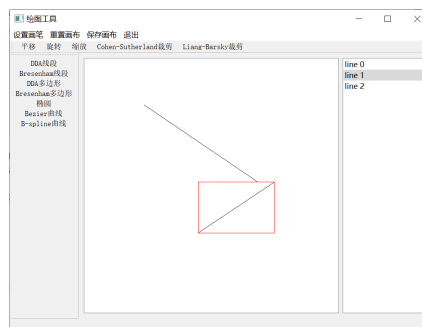 绘图工具
设置画笔 重置画布 保存画布 退出
平移 旋转 缩放 Cohen-Sutherland裁剪 Liang-Barsky裁剪
DDA线段
Bresenham线段
DDA多边形
Bresenham多边形
椭圆
Bezier曲线
B-spline曲线
line 0
line 1
line 2